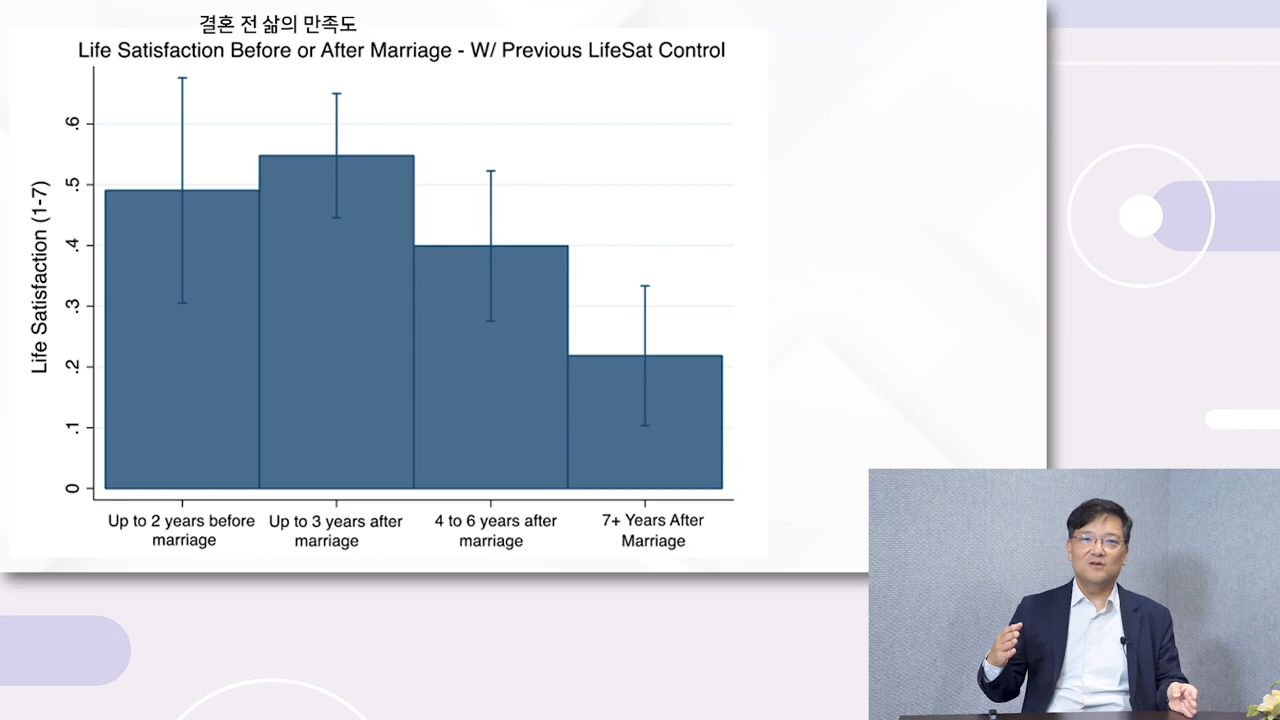 결혼 전 삶의 만족도
Life Satisfaction Before or After Marriage - W/ Previous LifeSat Control
Life Satisfaction (1-7)
.6
.5
.4
.3
.2
.1
0
Up to 2 years before
marriage
Up to 3 years after
marriage
4 to 6 years after
marriage
7+ Years After
Marriage